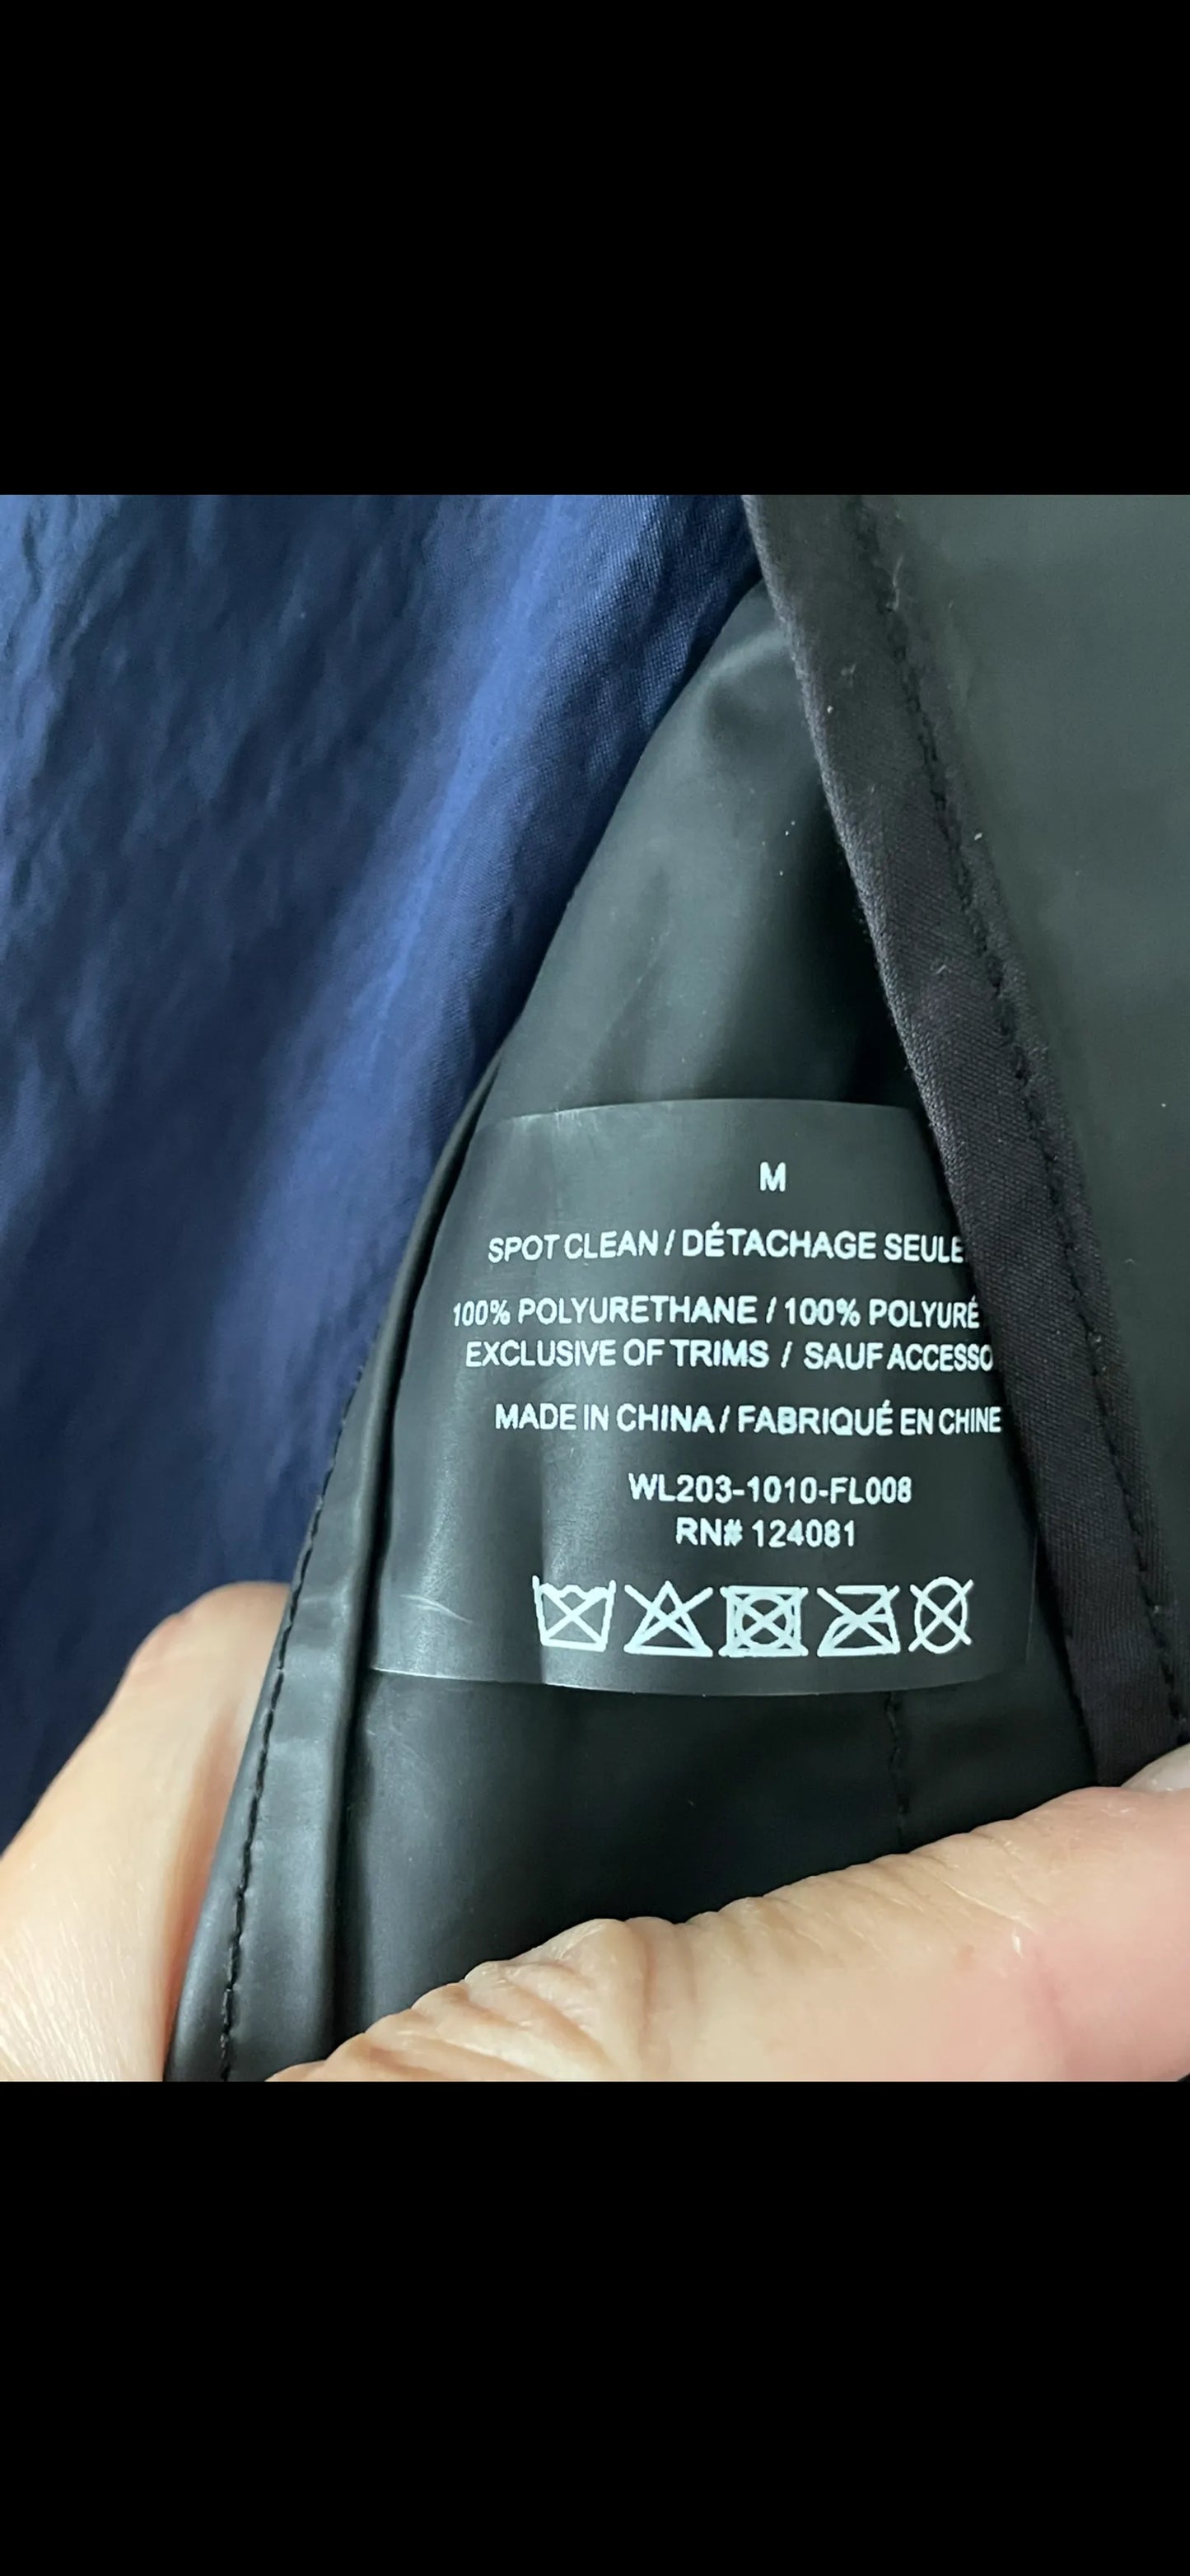 M
SPOT CLEAN / DÉTACHAGE SEULE
100% POLYURETHANE / 100% POLYURÉ
EXCLUSIVE OF TRIMS / SAUF ACCESSO
MADE IN CHINA / FABRIQUÉ EN CHINE
WL203-1010-FL008
RN# 124081